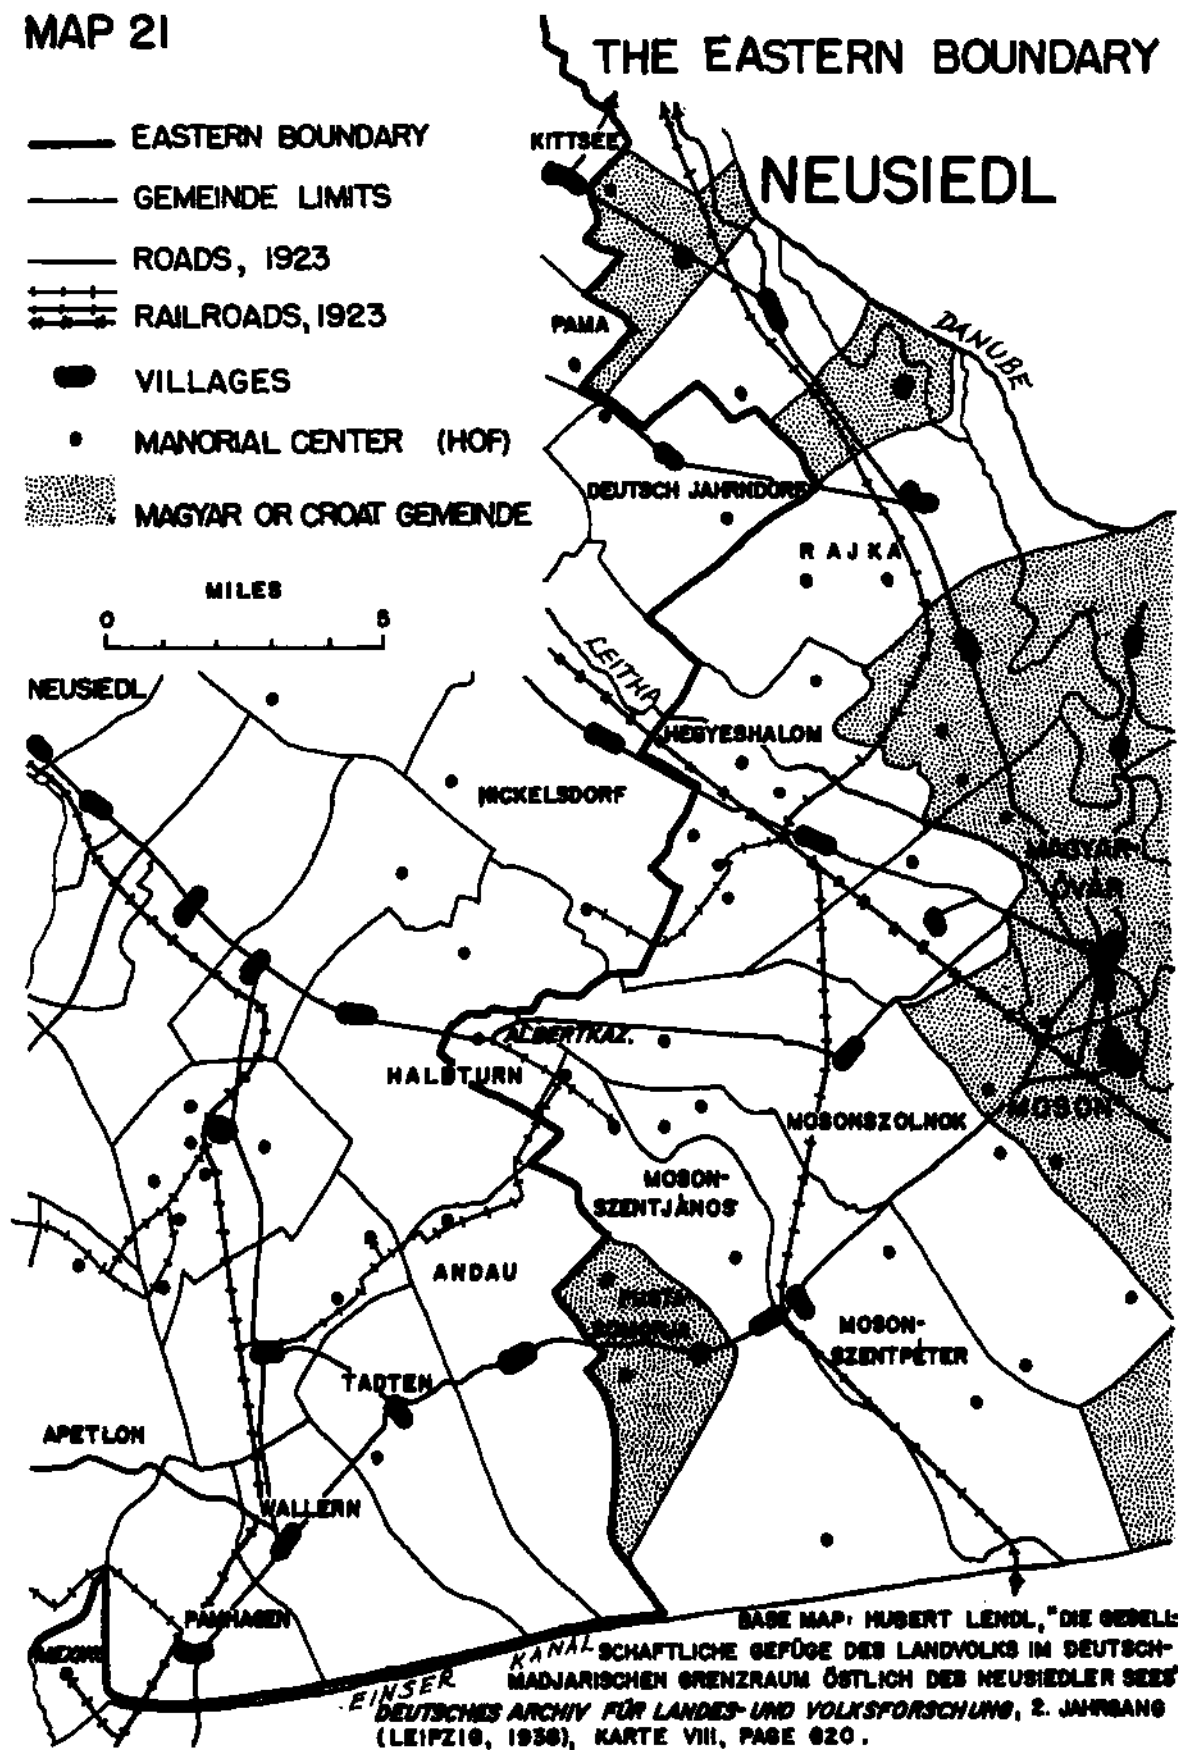 MAP 21
THE EASTERN BOUNDARY
NEUSIEDL
EASTERN BOUNDARY
GEMEINDE LIMITS
ROADS, 1923
RAILROADS, 1923
VILLAGES
MANORIAL CENTER (HOF)
MAGYAR OR CROAT GEMEINDE
MILES
0 5
KITTSEE
PAMA
DANUBE
DEUTSCH JAHRNDORF
RAJKA
LEITHA
NEUSIEDL
HEGYESHALOM
NICKELSDORF
MAGYAR-
ÓVÁR
ALBERTKAZ.
HALBTURN
MOSON
MOSONSZOLNOK
MOSON-
SZENTJÁNOS
ANDAU
PUSZTA
MOSON-
SZENTPÉTER
TADTEN
APETLON
WALLERN
PAMHAGEN
EINSER KANAL
BASE MAP: HUBERT LENDL, "DIE GESELL-
SCHAFTLICHE GEFÜGE DES LANDVOLKS IM DEUTSCH-
MADJARISCHEN GRENZRAUM ÖSTLICH DES NEUSIEDLER SEES"
DEUTSCHES ARCHIV FÜR LANDES- UND VOLKSFORSCHUNG, 2. JAHRGANG
(LEIPZIG, 1938), KARTE VIII, PAGE 820.